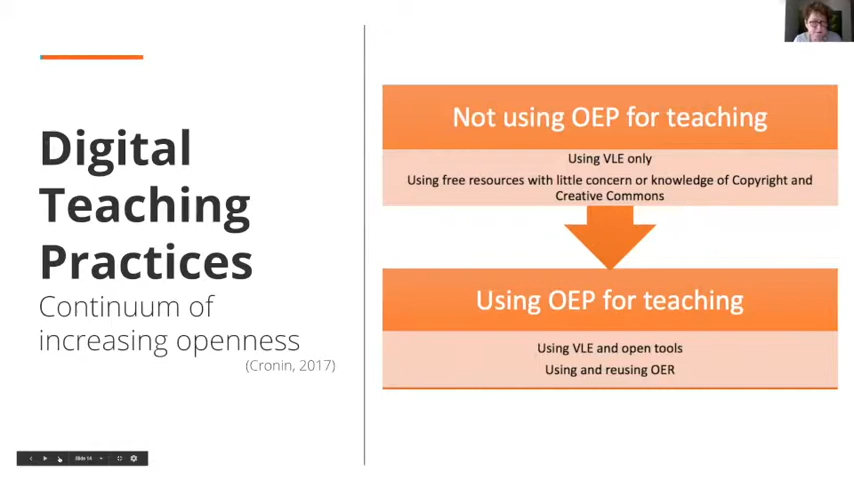 Digital
Teaching
Practices
Continuum of
increasing openness
(Cronin, 2017)
Not using OEP for teaching
Using VLE only
Using free resources with little concern or knowledge of Copyright and
Creative Commons
Using OEP for teaching
Using VLE and open tools
Using and reusing OER
Slide 14